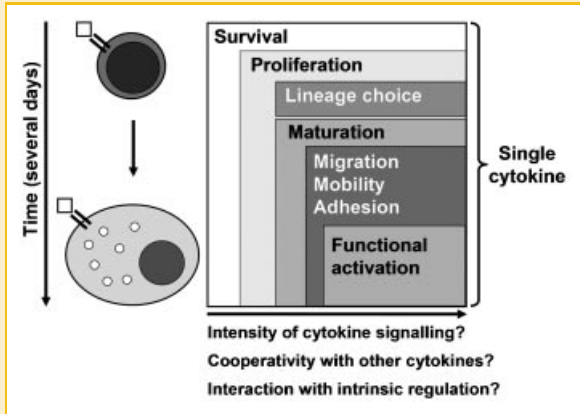 Time (several days)
Survival
Proliferation
Lineage choice
Maturation
Migration
Mobility
Adhesion
Functional
activation
Single
cytokine
Intensity of cytokine signalling?
Cooperativity with other cytokines?
Interaction with intrinsic regulation?